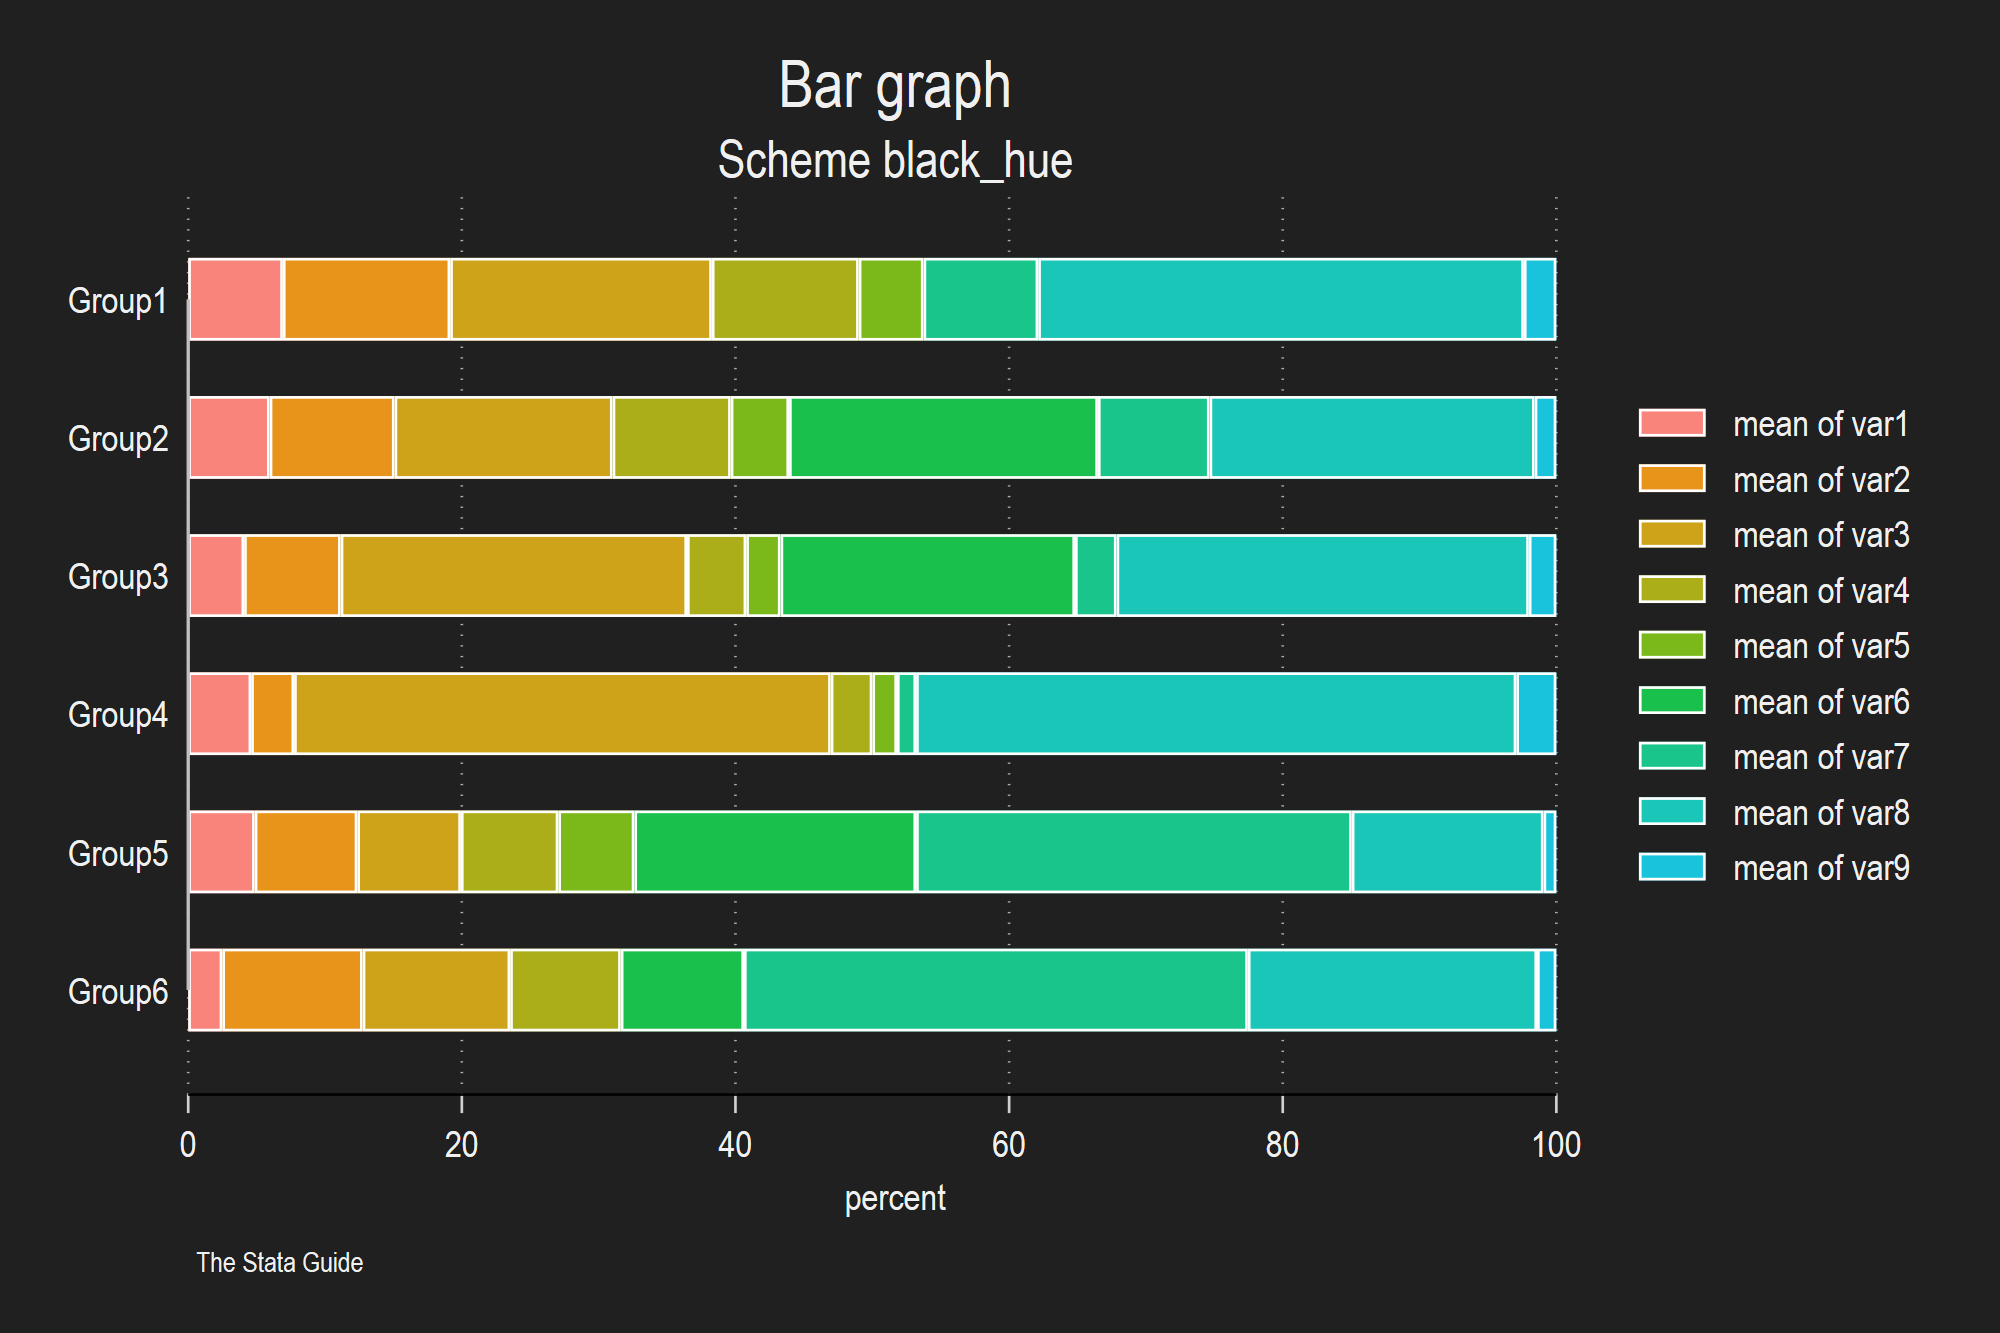 Bar graph
Scheme black_hue
Group1
Group2
Group3
Group4
Group5
Group6
mean of var1
mean of var2
mean of var3
mean of var4
mean of var5
mean of var6
mean of var7
mean of var8
mean of var9
0 20 40 60 80 100
percent
The Stata Guide